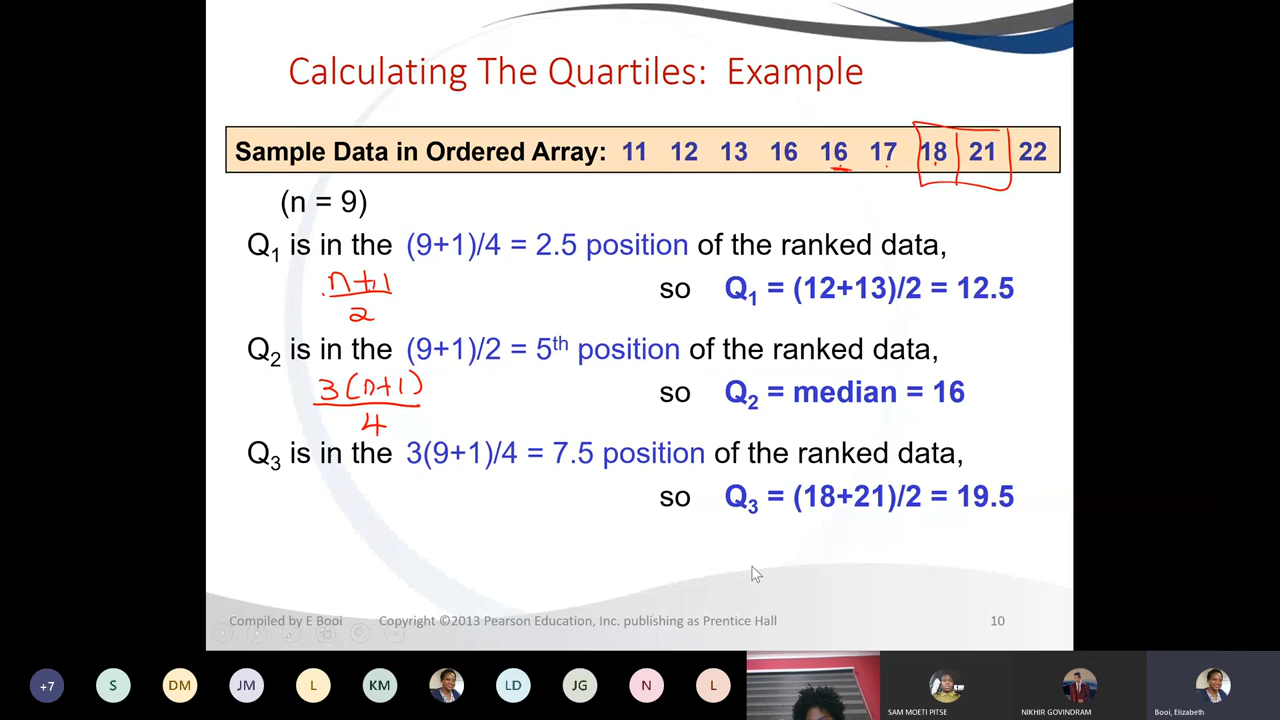 Calculating The Quartiles: Example
Sample Data in Ordered Array: 11 12 13 16 16 17 18 21 22
(n = 9)
Q1 is in the (9+1)/4 = 2.5 position of the ranked data,
so Q1 = (12+13)/2 = 12.5
n+1
2
Q2 is in the (9+1)/2 = 5th position of the ranked data,
so Q2 = median = 16
3(n+1)
4
Q3 is in the 3(9+1)/4 = 7.5 position of the ranked data,
so Q3 = (18+21)/2 = 19.5
Compiled by E Booi Copyright ©2013 Pearson Education, Inc. publishing as Prentice Hall 10
+7 S DM JM L KM LD JG N L
SAM MOETI PITSE NIKHIR GOVINDRAM Booi, Elizabeth